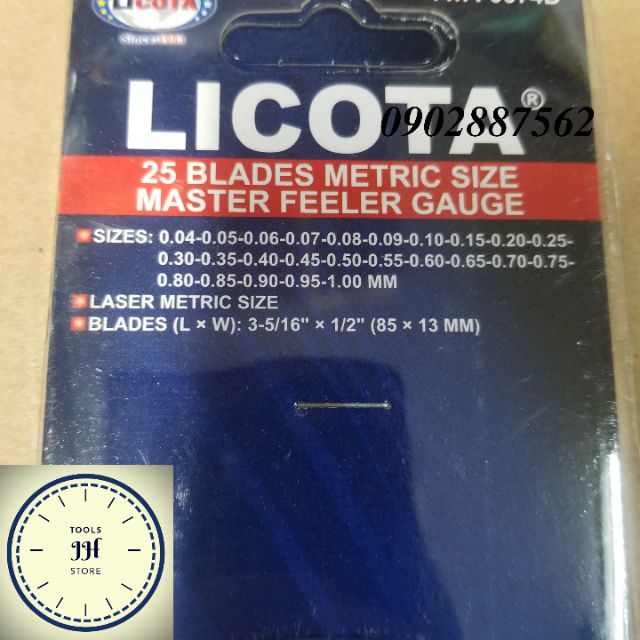 LICOTA
Since 1973
LICOTA®
0902887562
25 BLADES METRIC SIZE
MASTER FEELER GAUGE
SIZES: 0.04-0.05-0.06-0.07-0.08-0.09-0.10-0.15-0.20-0.25-
0.30-0.35-0.40-0.45-0.50-0.55-0.60-0.65-0.70-0.75-
0.80-0.85-0.90-0.95-1.00 MM
LASER METRIC SIZE
BLADES (L × W): 3-5/16" × 1/2" (85 × 13 MM)
TOOLS
JH
STORE